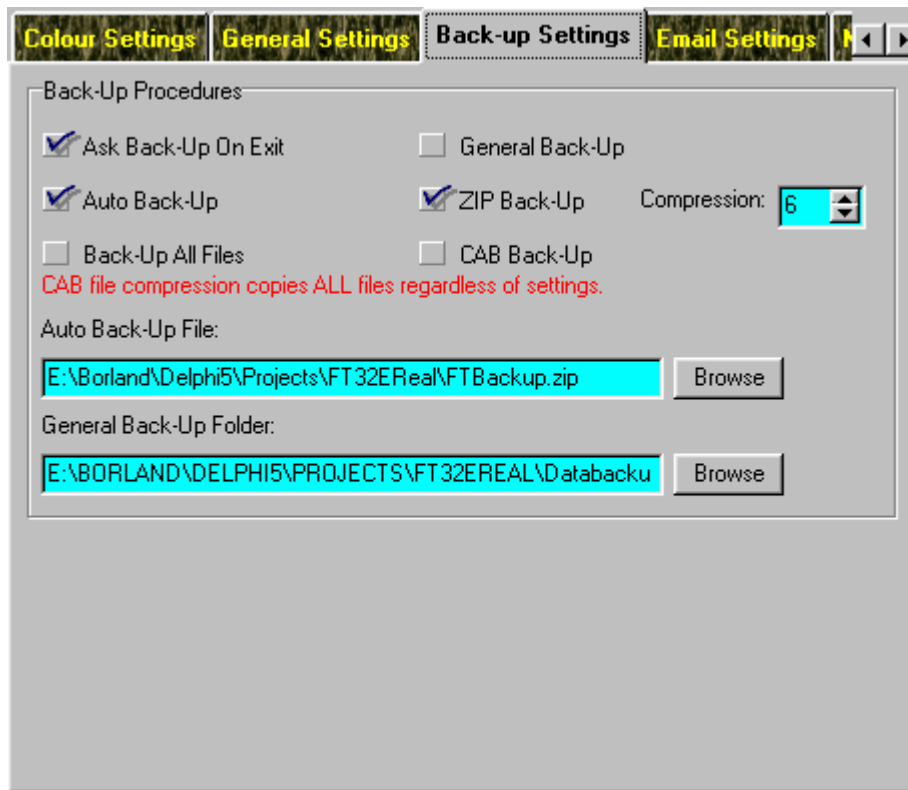 Colour Settings General Settings Back-up Settings Email Settings
Back-Up Procedures
Ask Back-Up On Exit General Back-Up
Auto Back-Up ZIP Back-Up Compression: 6
Back-Up All Files CAB Back-Up
CAB file compression copies ALL files regardless of settings.
Auto Back-Up File:
E:\Borland\Delphi5\Projects\FT32EReal\FTBackup.zip Browse
General Back-Up Folder:
E:\BORLAND\DELPHI5\PROJECTS\FT32EREAL\Databacku Browse